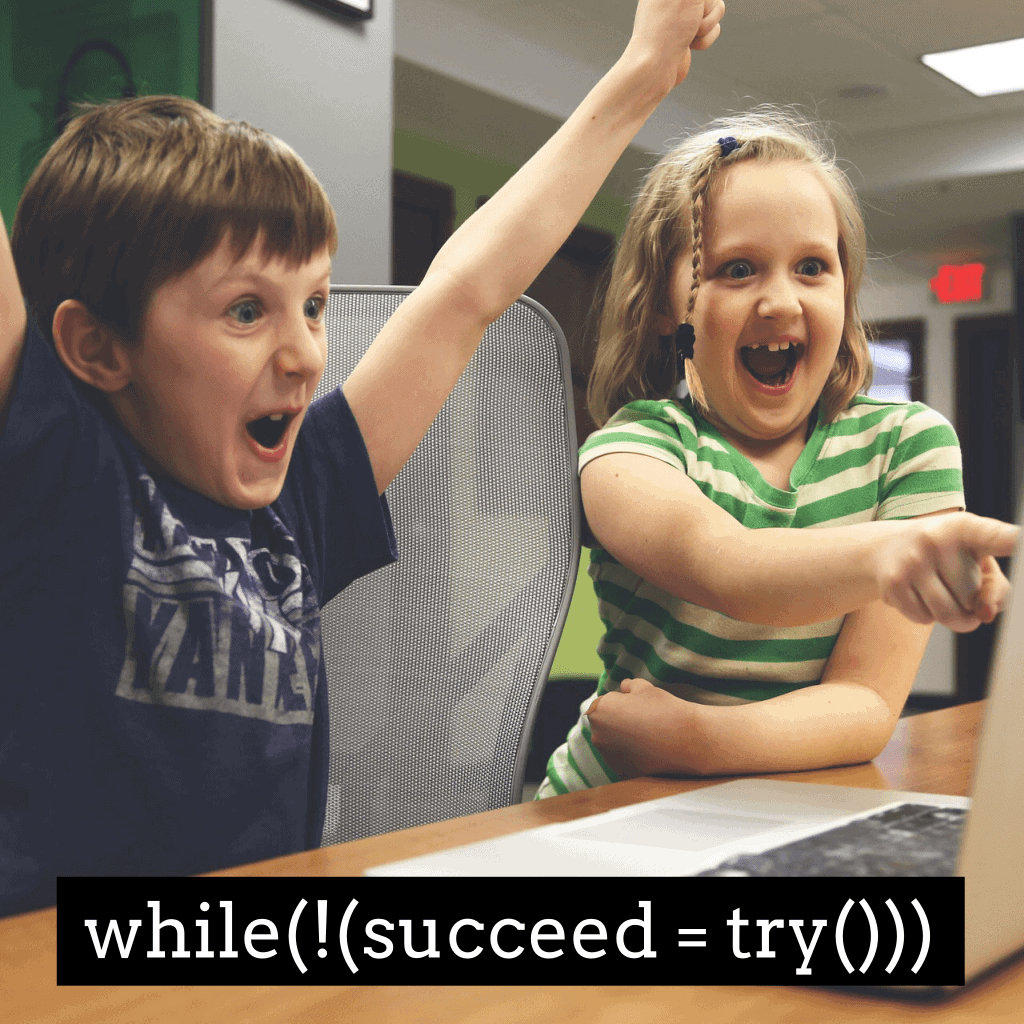 while(!(succeed = try()))